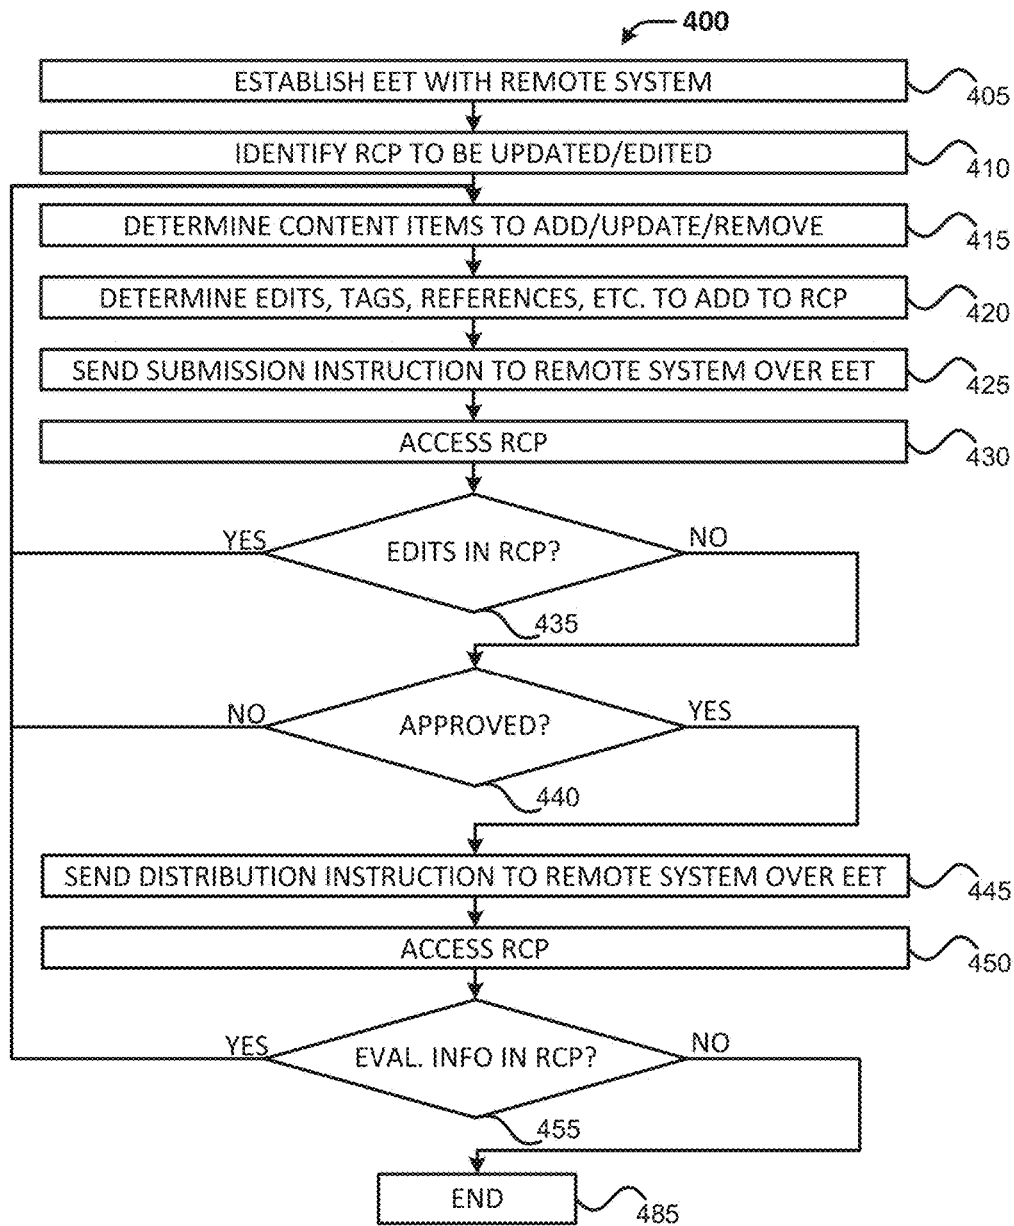 400
ESTABLISH EET WITH REMOTE SYSTEM
405
IDENTIFY RCP TO BE UPDATED/EDITED
410
DETERMINE CONTENT ITEMS TO ADD/UPDATE/REMOVE
415
DETERMINE EDITS, TAGS, REFERENCES, ETC. TO ADD TO RCP
420
SEND SUBMISSION INSTRUCTION TO REMOTE SYSTEM OVER EET
425
ACCESS RCP
430
YES
EDITS IN RCP?
NO
435
NO
APPROVED?
YES
440
SEND DISTRIBUTION INSTRUCTION TO REMOTE SYSTEM OVER EET
445
ACCESS RCP
450
YES
EVAL. INFO IN RCP?
NO
455
END
485